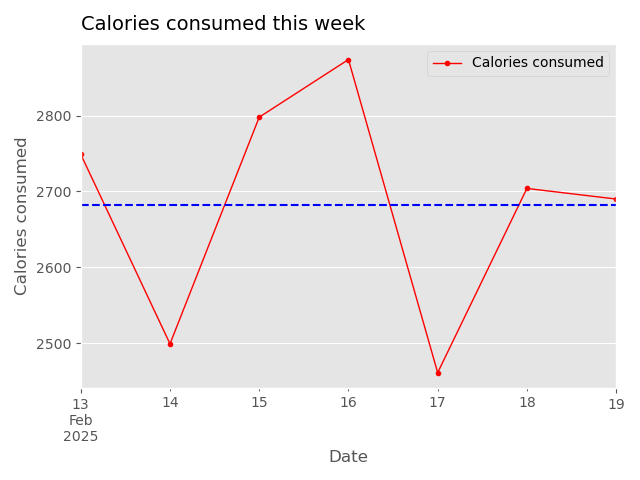 Calories consumed this week
Calories consumed
2800
2700
2600
2500
Calories consumed
13
Feb
2025
14
15
16
17
18
19
Date